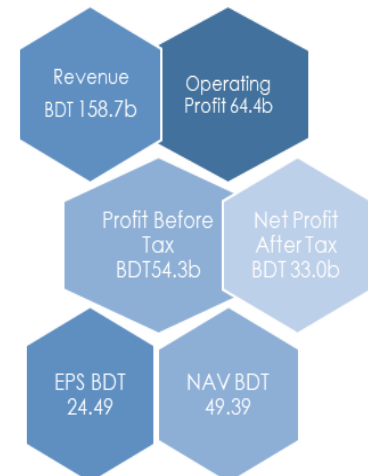 Revenue
BDT 158.7b
Operating
Profit 64.4b
Profit Before
Tax
BDT54.3b
Net Profit
After Tax
BDT 33.0b
EPS BDT
24.49
NAV BDT
49.39